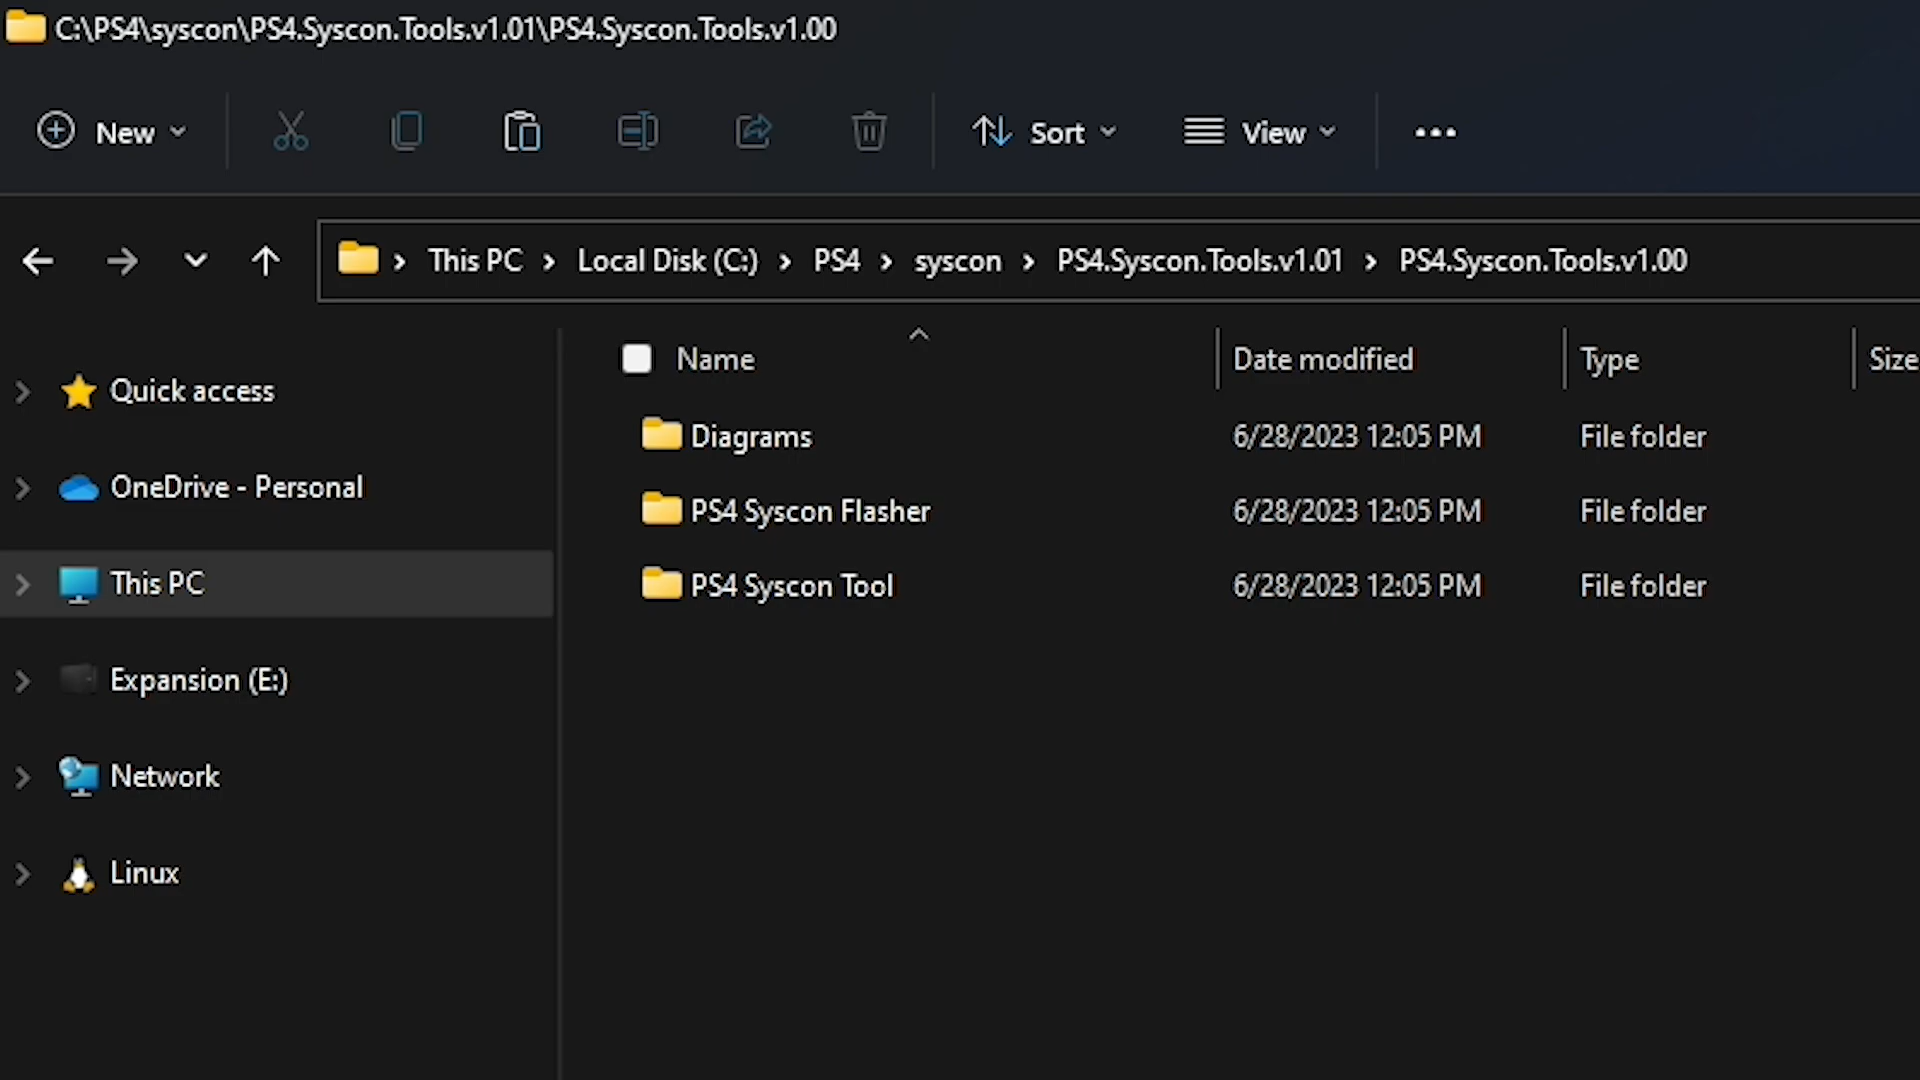 C:\PS4\syscon\PS4.Syscon.Tools.v1.01\PS4.Syscon.Tools.v1.00
New Sort View
This PC Local Disk (C:) PS4 syscon PS4.Syscon.Tools.v1.01 PS4.Syscon.Tools.v1.00
Name Date modified Type Size
Quick access
OneDrive - Personal
This PC
Expansion (E:)
Network
Linux
Diagrams 6/28/2023 12:05 PM File folder
PS4 Syscon Flasher 6/28/2023 12:05 PM File folder
PS4 Syscon Tool 6/28/2023 12:05 PM File folder